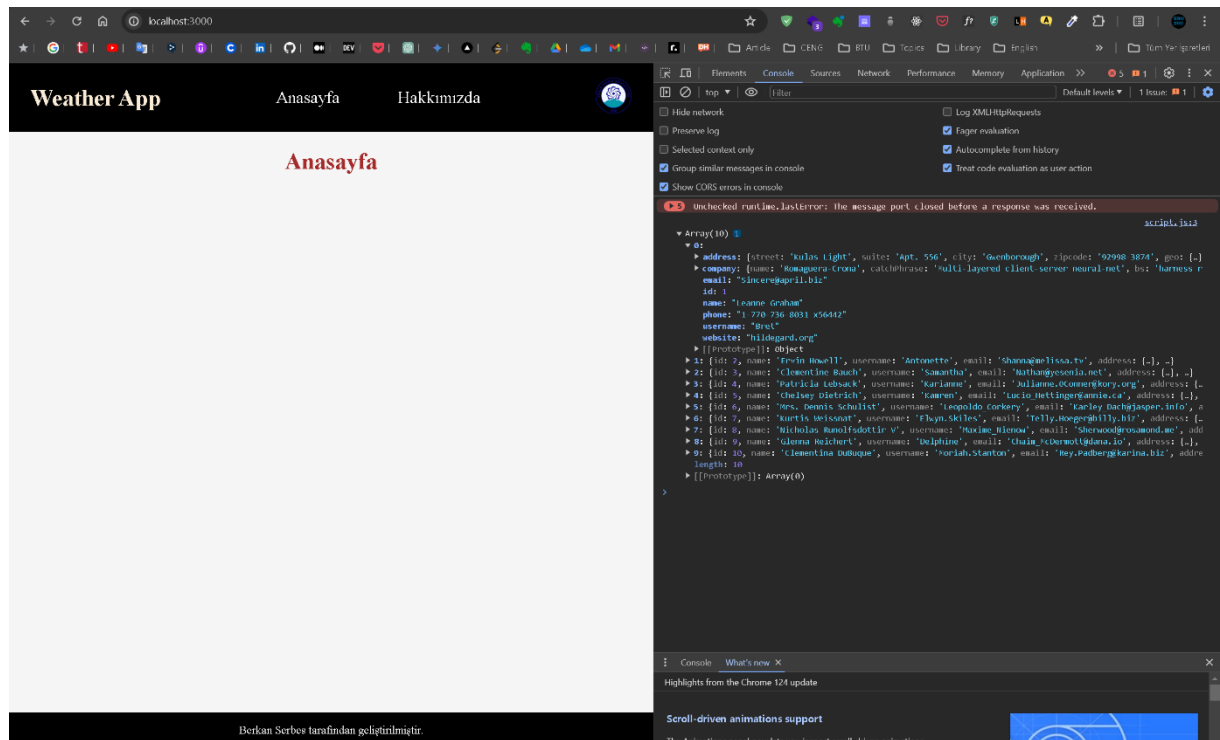 localhost:3000
Article CENG BTU Topics Library English » Tüm Yer işaretleri
Weather App Anasayfa Hakkımızda
Anasayfa
Berkan Serbes tarafından geliştirilmiştir.
Elements Console Sources Network Performance Memory Application » 5 1
top ▼ Filter Default levels ▼ 1 Issue: 1
Hide network Log XMLHttpRequests
Preserve log Eager evaluation
Selected context only Autocomplete from history
Group similar messages in console Treat code evaluation as user action
Show CORS errors in console
5 Unchecked runtime.lastError: The message port closed before a response was received.
script.js:3
▼ Array(10)
▼ 0:
▶ address: {street: 'Kulas Light', suite: 'Apt. 556', city: 'Gwenborough', zipcode: '92998-3874', geo: {…}
▶ company: {name: 'Romaguera-Crona', catchPhrase: 'Multi-layered client-server neural-net', bs: 'harness r
email: "Sincere@april.biz"
id: 1
name: "Leanne Graham"
phone: "1-770-736-8031 x56442"
username: "Bret"
website: "hildegard.org"
▶ [[Prototype]]: Object
▶ 1: {id: 2, name: 'Ervin Howell', username: 'Antonette', email: 'Shanna@melissa.tv', address: {…}, …}
▶ 2: {id: 3, name: 'Clementine Bauch', username: 'Samantha', email: 'Nathan@yesenia.net', address: {…}, …}
▶ 3: {id: 4, name: 'Patricia Lebsack', username: 'Karianne', email: 'Julianne.OConner@kory.org', address: {…
▶ 4: {id: 5, name: 'Chelsey Dietrich', username: 'Kamren', email: 'Lucio_Hettinger@annie.ca', address: {…},
▶ 5: {id: 6, name: 'Mrs. Dennis Schulist', username: 'Leopoldo_Corkery', email: 'Karley_Dach@jasper.info', a
▶ 6: {id: 7, name: 'Kurtis Weissnat', username: 'Elwyn.Skiles', email: 'Telly.Hoeger@billy.biz', address: {…
▶ 7: {id: 8, name: 'Nicholas Runolfsdottir V', username: 'Maxime_Nienow', email: 'Sherwood@rosamond.me', add
▶ 8: {id: 9, name: 'Glenna Reichert', username: 'Delphine', email: 'Chaim_McDermott@dana.io', address: {…},
▶ 9: {id: 10, name: 'Clementina DuBuque', username: 'Moriah.Stanton', email: 'Rey.Padberg@karina.biz', addre
length: 10
▶ [[Prototype]]: Array(0)
Console What's new
Highlights from the Chrome 124 update
Scroll-driven animations support